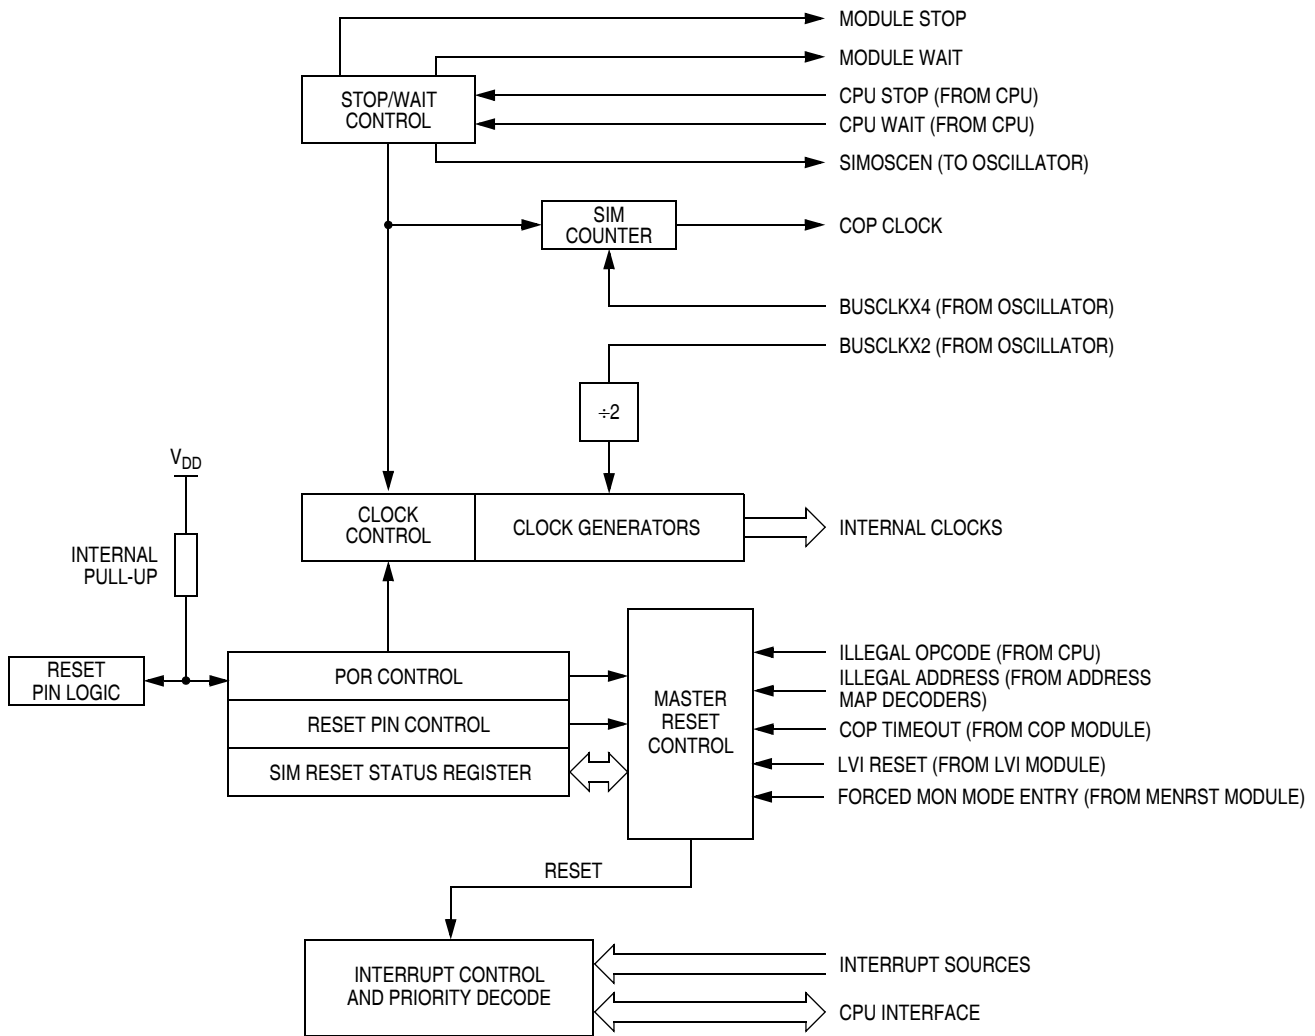 MODULE STOP
MODULE WAIT
STOP/WAIT
CONTROL
CPU STOP (FROM CPU)
CPU WAIT (FROM CPU)
SIMOSCEN (TO OSCILLATOR)
SIM
COUNTER
COP CLOCK
BUSCLKX4 (FROM OSCILLATOR)
BUSCLKX2 (FROM OSCILLATOR)
÷2
VDD
INTERNAL
PULL-UP
CLOCK
CONTROL
CLOCK GENERATORS
INTERNAL CLOCKS
RESET
PIN LOGIC
POR CONTROL
RESET PIN CONTROL
SIM RESET STATUS REGISTER
MASTER
RESET
CONTROL
ILLEGAL OPCODE (FROM CPU)
ILLEGAL ADDRESS (FROM ADDRESS
MAP DECODERS)
COP TIMEOUT (FROM COP MODULE)
LVI RESET (FROM LVI MODULE)
FORCED MON MODE ENTRY (FROM MENRST MODULE)
RESET
INTERRUPT CONTROL
AND PRIORITY DECODE
INTERRUPT SOURCES
CPU INTERFACE